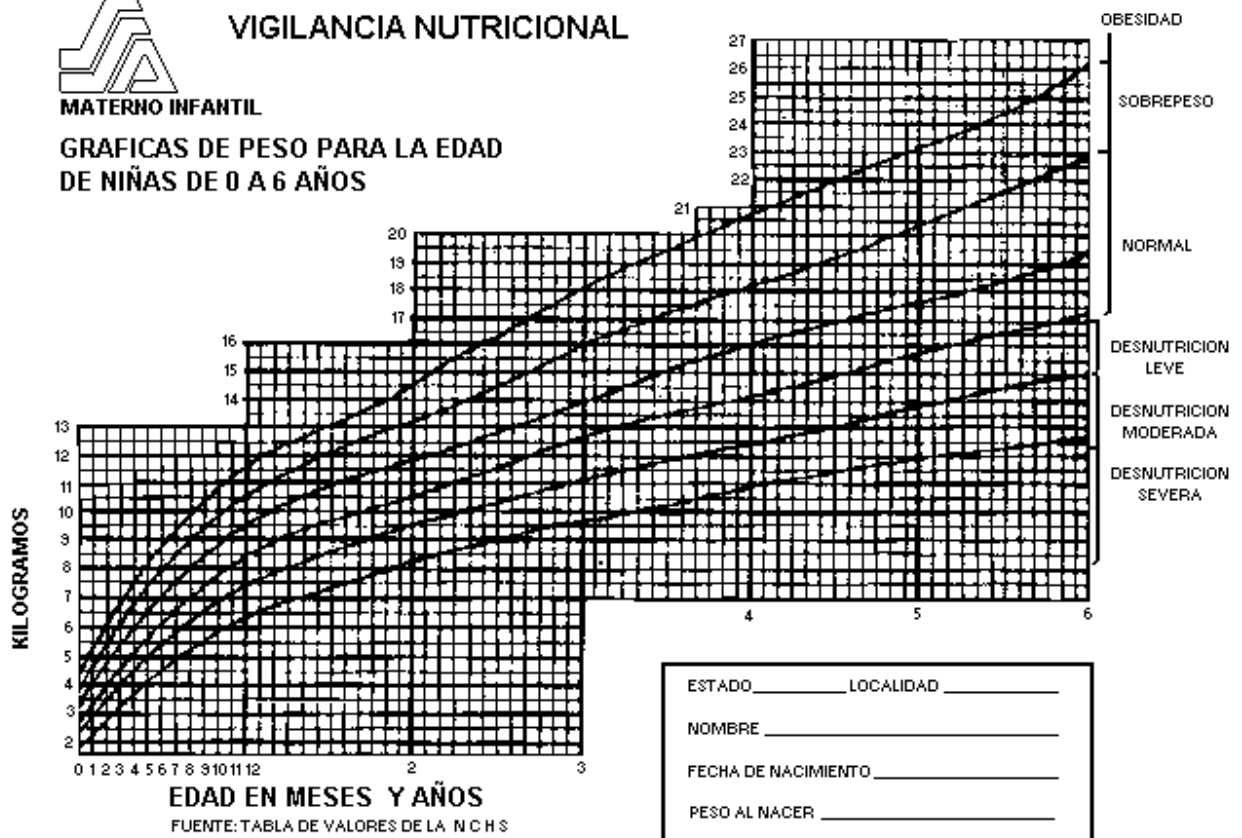 VIGILANCIA NUTRICIONAL
MATERNO INFANTIL
GRAFICAS DE PESO PARA LA EDAD
DE NIÑAS DE 0 A 6 AÑOS
OBESIDAD
SOBREPESO
NORMAL
DESNUTRICION
LEVE
DESNUTRICION
MODERADA
DESNUTRICION
SEVERA
27
26
25
24
23
22
21
20
19
18
17
16
15
14
13
12
11
10
9
8
7
6
5
4
3
2
KILOGRAMOS
0 1 2 3 4 5 6 7 8 9 10 11 12 2 3 4 5 6
EDAD EN MESES Y AÑOS
FUENTE: TABLA DE VALORES DE LA N C H S
ESTADO LOCALIDAD
NOMBRE
FECHA DE NACIMIENTO
PESO AL NACER